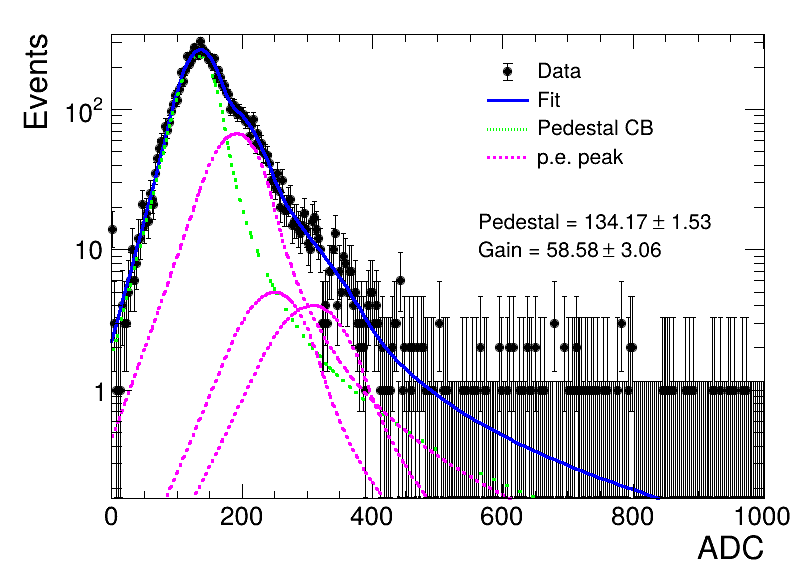 Events
10²
10
1
Data
Fit
Pedestal CB
p.e. peak
Pedestal = 134.17 ± 1.53
Gain = 58.58 ± 3.06
0 200 400 600 800 1000
ADC